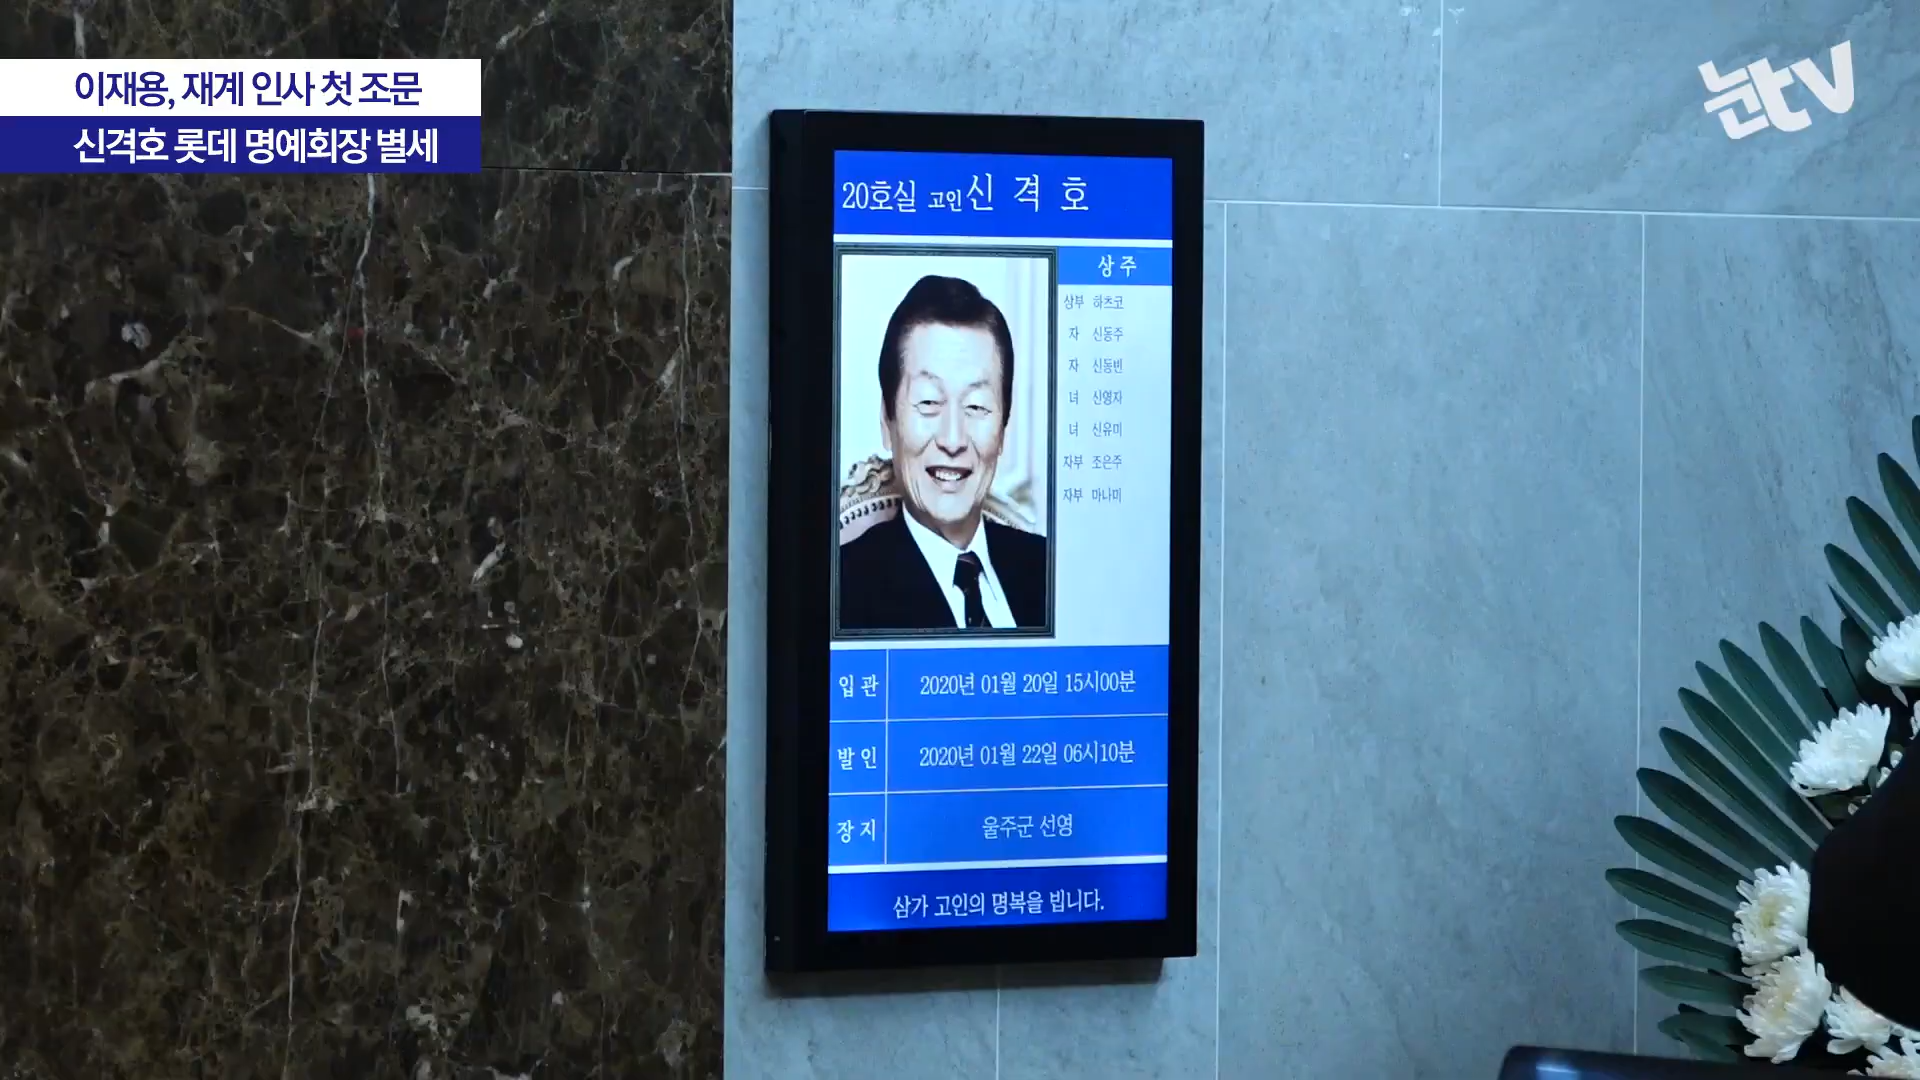 이재용, 재계 인사 첫 조문
신격호 롯데 명예회장 별세
눈tv
20호실 고인 신 격 호
상 주
상부 하츠코
자 신동주
자 신동빈
녀 신영자
녀 신유미
자부 조은주
자부 마나미
입 관 2020년 01월 20일 15시00분
발 인 2020년 01월 22일 06시10분
장 지 울주군 선영
삼가 고인의 명복을 빕니다.